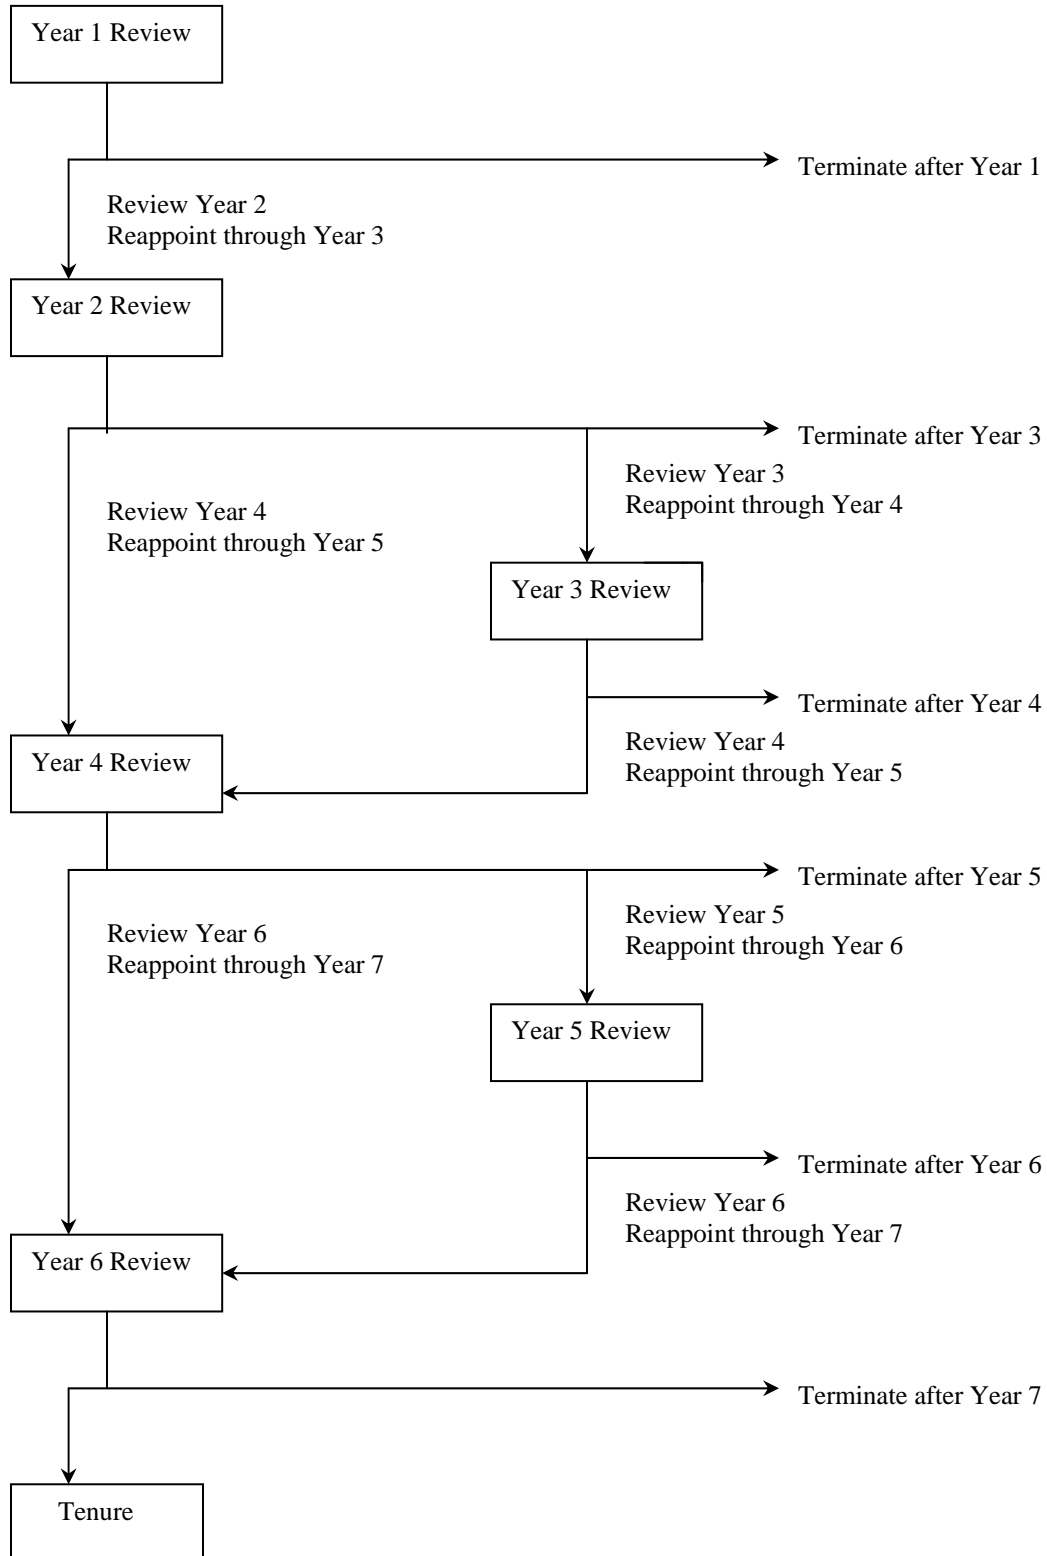 Year 1 Review
Terminate after Year 1
Review Year 2
Reappoint through Year 3
Year 2 Review
Terminate after Year 3
Review Year 3
Reappoint through Year 4
Review Year 4
Reappoint through Year 5
Year 3 Review
Terminate after Year 4
Review Year 4
Reappoint through Year 5
Year 4 Review
Terminate after Year 5
Review Year 5
Reappoint through Year 6
Review Year 6
Reappoint through Year 7
Year 5 Review
Terminate after Year 6
Review Year 6
Reappoint through Year 7
Year 6 Review
Terminate after Year 7
Tenure